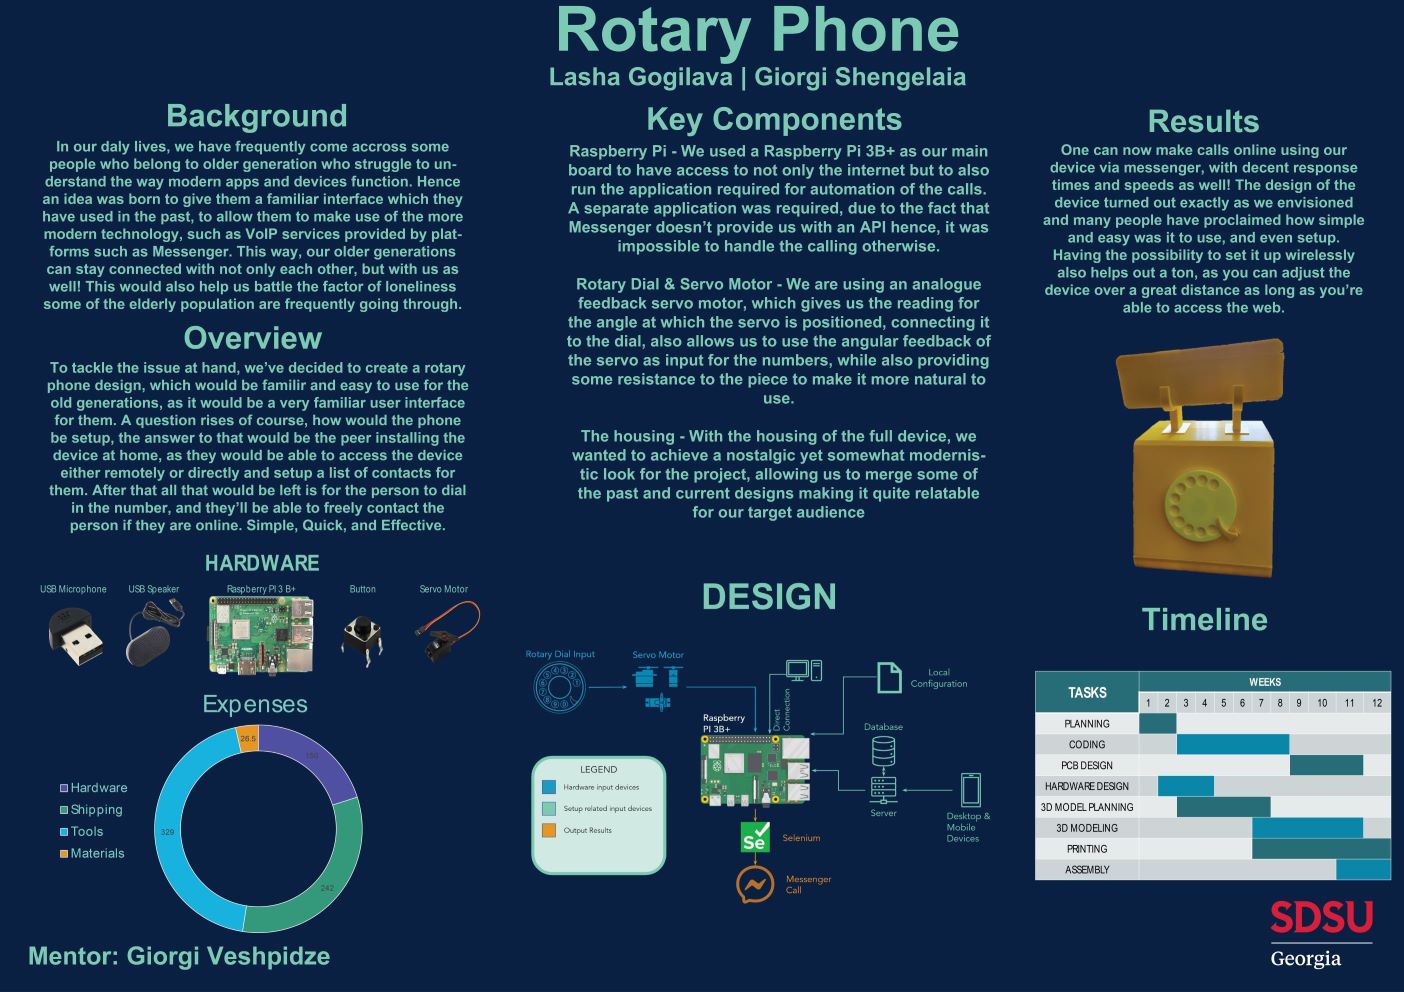 Rotary Phone
Lasha Gogilava | Giorgi Shengelaia
Background
In our daly lives, we have frequently come accross some
people who belong to older generation who struggle to un-
derstand the way modern apps and devices function. Hence
an idea was born to give them a familiar interface which they
have used in the past, to allow them to make use of the more
modern technology, such as VoIP services provided by plat-
forms such as Messenger. This way, our older generations
can stay connected with not only each other, but with us as
well! This would also help us battle the factor of loneliness
some of the elderly population are frequently going through.
Overview
To tackle the issue at hand, we've decided to create a rotary
phone design, which would be familir and easy to use for the
old generations, as it would be a very familiar user interface
for them. A question rises of course, how would the phone
be setup, the answer to that would be the peer installing the
device at home, as they would be able to access the device
either remotely or directly and setup a list of contacts for
them. After that all that would be left is for the person to dial
in the number, and they'll be able to freely contact the
person if they are online. Simple, Quick, and Effective.
HARDWARE
USB Microphone
USB Speaker
Raspberry PI 3 B+
Button
Servo Motor
Expenses
Hardware
Shipping
Tools
Materials
26.5
150
329
242
Mentor: Giorgi Veshpidze
Key Components
Raspberry Pi - We used a Raspberry Pi 3B+ as our main
board to have access to not only the internet but to also
run the application required for automation of the calls.
A separate application was required, due to the fact that
Messenger doesn't provide us with an API hence, it was
impossible to handle the calling otherwise.
Rotary Dial & Servo Motor - We are using an analogue
feedback servo motor, which gives us the reading for
the angle at which the servo is positioned, connecting it
to the dial, also allows us to use the angular feedback of
the servo as input for the numbers, while also providing
some resistance to the piece to make it more natural to
use.
The housing - With the housing of the full device, we
wanted to achieve a nostalgic yet somewhat modernis-
tic look for the project, allowing us to merge some of
the past and current designs making it quite relatable
for our target audience
DESIGN
Rotary Dial Input
Servo Motor
Direct
Connection
Local
Configuration
Raspberry
PI 3B+
Database
Server
Desktop &
Mobile
Devices
LEGEND
Hardware input devices
Setup related input devices
Output Results
Se
Selenium
Messenger
Call
Results
One can now make calls online using our
device via messenger, with decent response
times and speeds as well! The design of the
device turned out exactly as we envisioned
and many people have proclaimed how simple
and easy was it to use, and even setup.
Having the possibility to set it up wirelessly
also helps out a ton, as you can adjust the
device over a great distance as long as you're
able to access the web.
Timeline
TASKS
WEEKS
1 2 3 4 5 6 7 8 9 10 11 12
PLANNING
CODING
PCB DESIGN
HARDWARE DESIGN
3D MODEL PLANNING
3D MODELING
PRINTING
ASSEMBLY
SDSU
Georgia